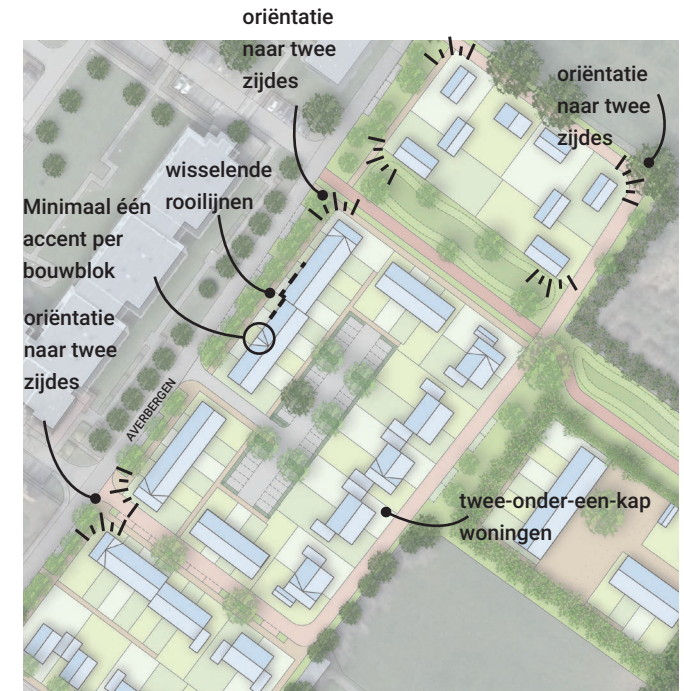 oriëntatie
naar twee
zijdes
oriëntatie
naar twee
zijdes
wisselende
rooilijnen
Minimaal één
accent per
bouwblok
oriëntatie
naar twee
zijdes
AVERBERGEN
twee-onder-een-kap
woningen